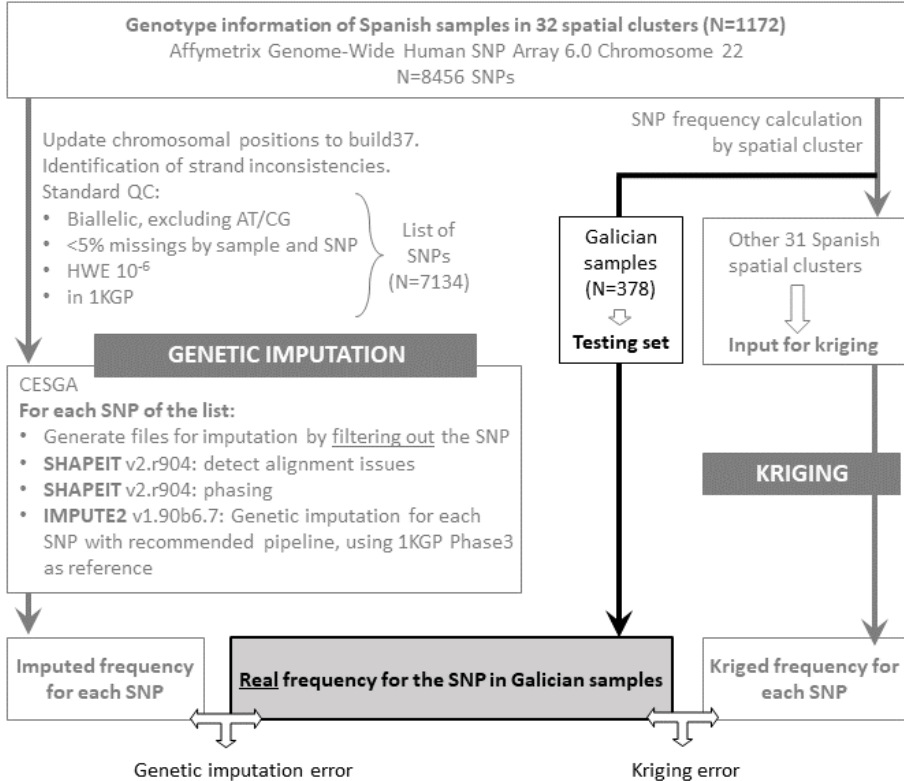 Genotype information of Spanish samples in 32 spatial clusters (N=1172)
Affymetrix Genome-Wide Human SNP Array 6.0 Chromosome 22
N=8456 SNPs
Update chromosomal positions to build37.
Identification of strand inconsistencies.
Standard QC:
• Biallelic, excluding AT/CG
• <5% missings by sample and SNP
• HWE 10⁻⁶
• in 1KGP
List of
SNPs
(N=7134)
SNP frequency calculation
by spatial cluster
Galician
samples
(N=378)
Testing set
Other 31 Spanish
spatial clusters
Input for kriging
GENETIC IMPUTATION
CESGA
For each SNP of the list:
• Generate files for imputation by filtering out the SNP
• SHAPEIT v2.r904: detect alignment issues
• SHAPEIT v2.r904: phasing
• IMPUTE2 v1.90b6.7: Genetic imputation for each
SNP with recommended pipeline, using 1KGP Phase3
as reference
KRIGING
Imputed frequency
for each SNP
Real frequency for the SNP in Galician samples
Kriged frequency for
each SNP
Genetic imputation error
Kriging error